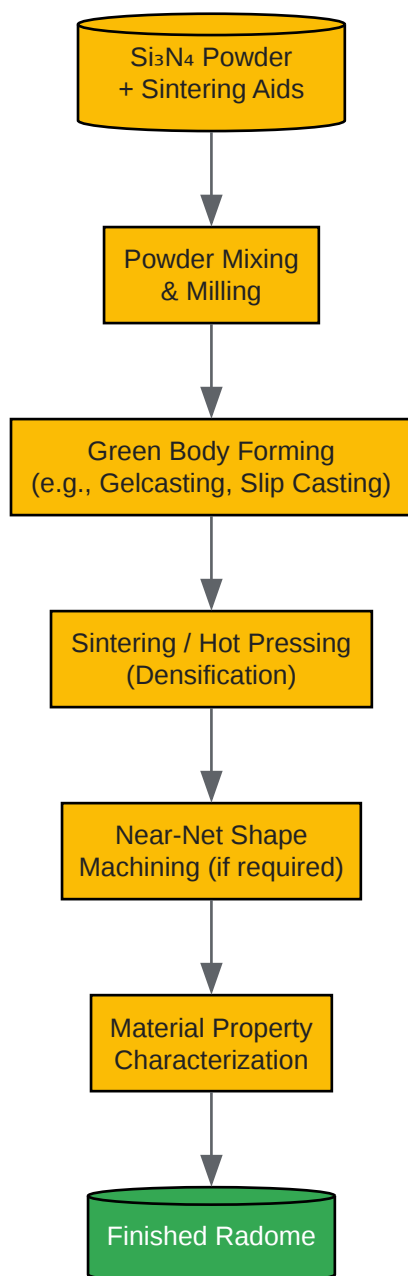 Si₃N₄ Powder
+ Sintering Aids
Powder Mixing
& Milling
Green Body Forming
(e.g., Gelcasting, Slip Casting)
Sintering / Hot Pressing
(Densification)
Near-Net Shape
Machining (if required)
Material Property
Characterization
Finished Radome